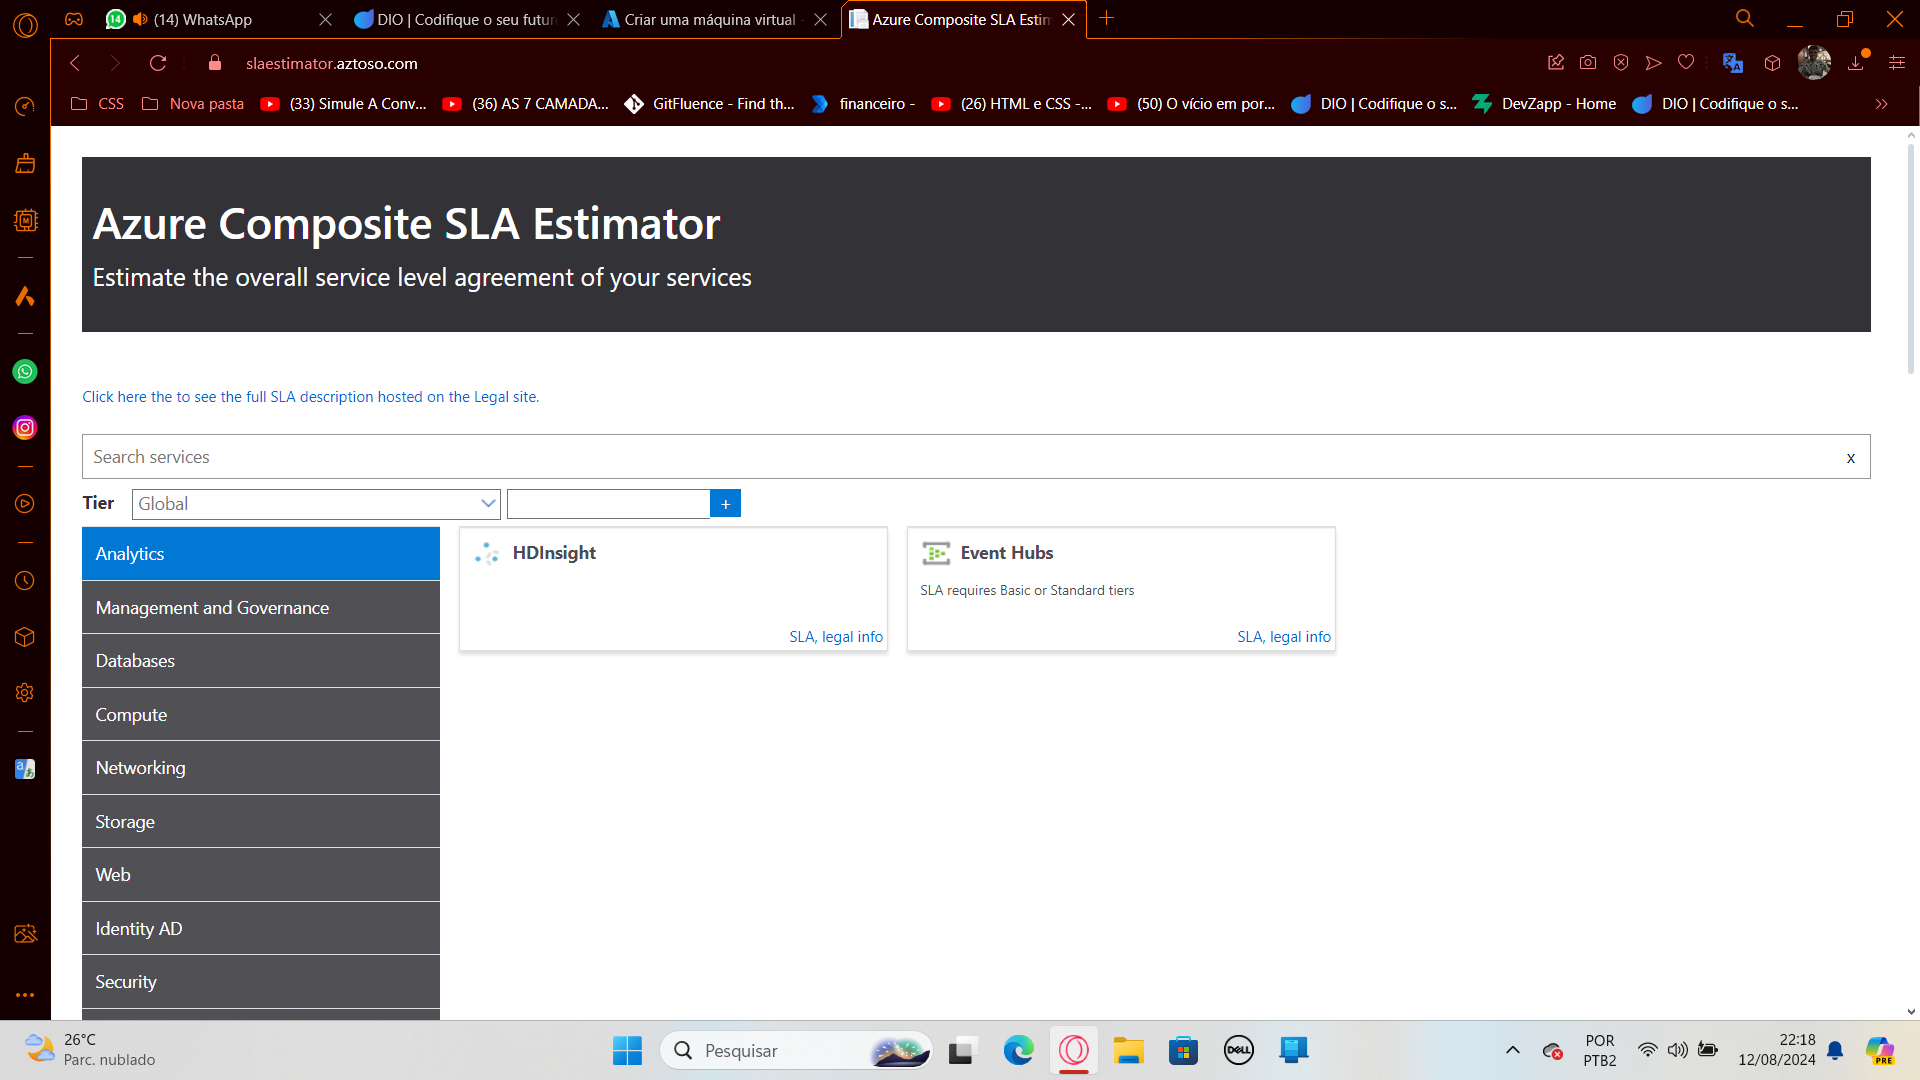 14
(14) WhatsApp
DIO | Codifique o seu futur
Criar uma máquina virtual -
Azure Composite SLA Estim
slaestimator.aztoso.com
CSS
Nova pasta
(33) Simule A Conv...
(36) AS 7 CAMADA...
GitFluence - Find th...
financeiro -
(26) HTML e CSS -...
(50) O vício em por...
DIO | Codifique o s...
DevZapp - Home
DIO | Codifique o s...
Azure Composite SLA Estimator
Estimate the overall service level agreement of your services
Click here the to see the full SLA description hosted on the Legal site.
Search services
x
Tier
Global
+
Analytics
Management and Governance
Databases
Compute
Networking
Storage
Web
Identity AD
Security
HDInsight
SLA, legal info
Event Hubs
SLA requires Basic or Standard tiers
SLA, legal info
26°C
Parc. nublado
Pesquisar
DELL
POR
PTB2
22:18
12/08/2024
PRE